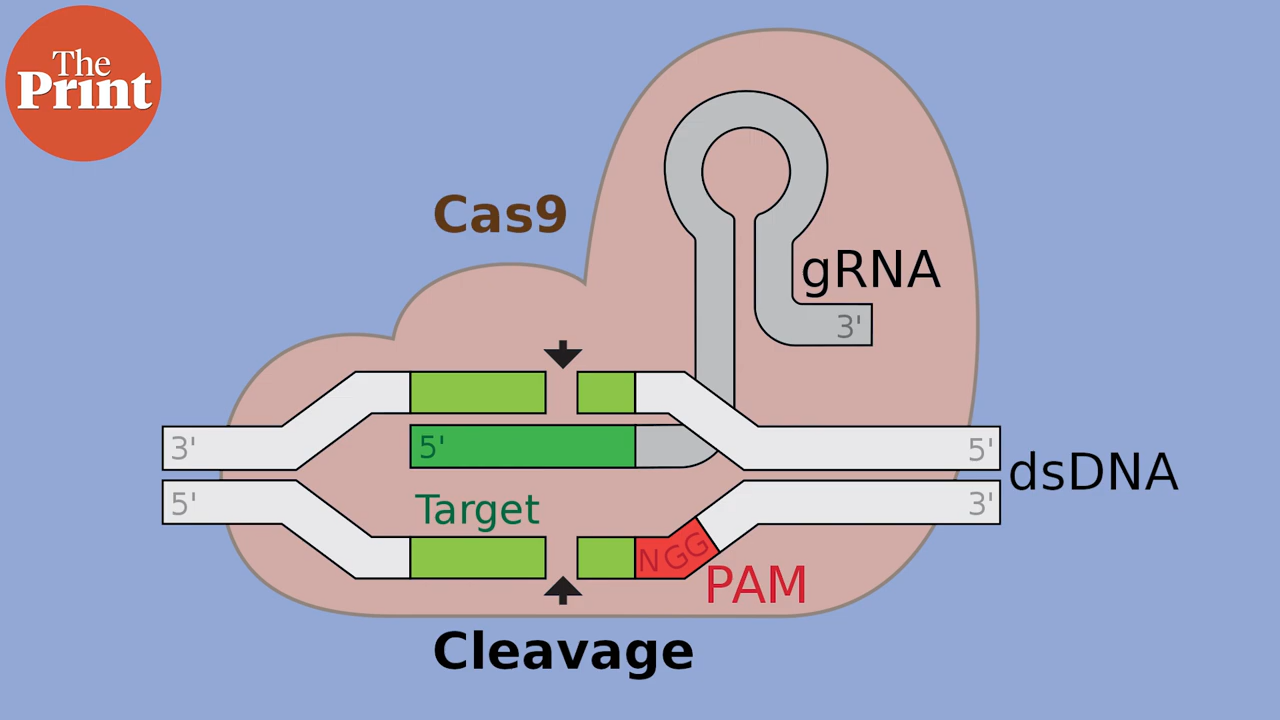 The
Print
Cas9
gRNA
3'
3'
5'
5'
dsDNA
5'
3'
Target
NGG
PAM
Cleavage